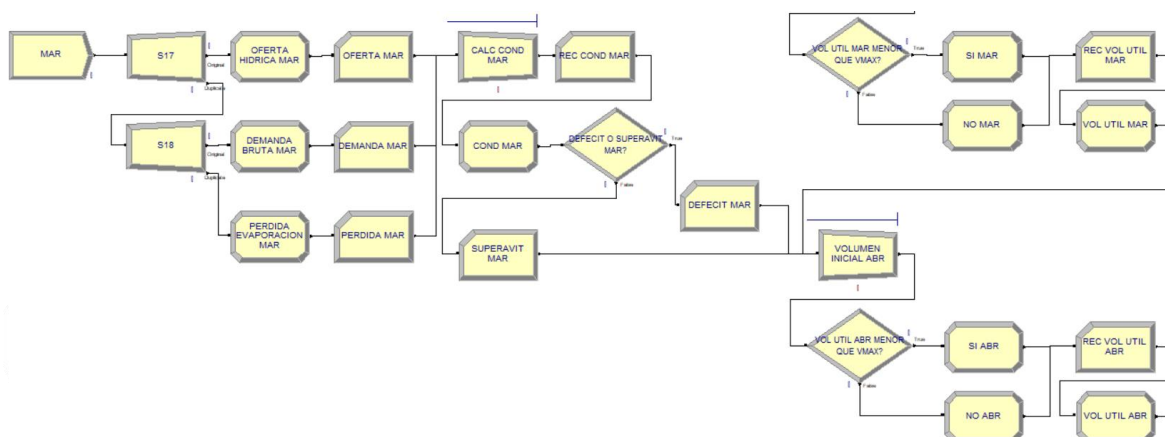 MAR
S17
Original
Duplicate
OFERTA
HIDRICA MAR
OFERTA MAR
CALC COND
MAR
REC COND MAR
S18
Original
Duplicate
DEMANDA
BRUTA MAR
DEMANDA MAR
COND MAR
DEFECIT O SUPERAVIT
MAR?
True
False
PERDIDA
EVAPORACION
MAR
PERDIDA MAR
SUPERAVIT
MAR
DEFECIT MAR
VOLUMEN
INICIAL ABR
VOL UTIL MAR MENOR
QUE VMAX?
True
False
SI MAR
NO MAR
REC VOL UTIL
MAR
VOL UTIL MAR
VOL UTIL ABR MENOR
QUE VMAX?
True
False
SI ABR
NO ABR
REC VOL UTIL
ABR
VOL UTIL ABR